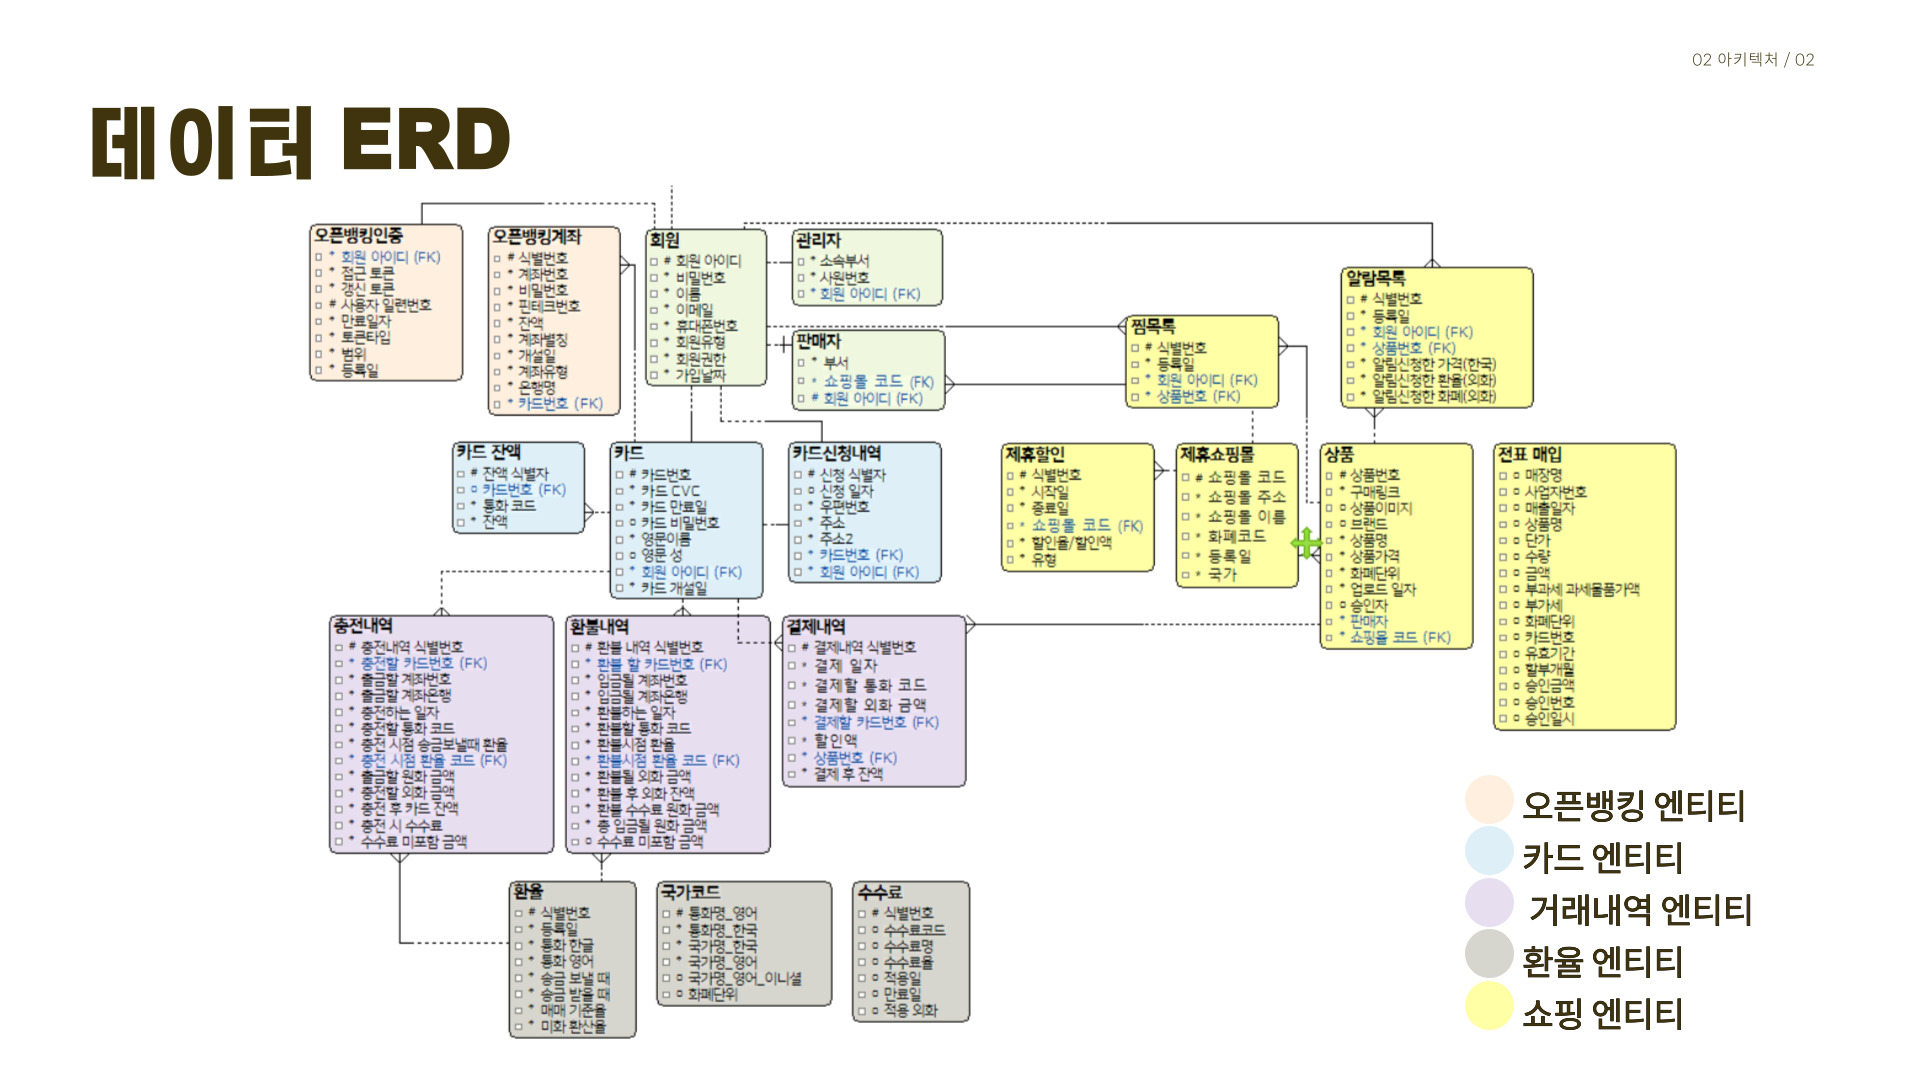 02 아키텍처 / 02
데이터 ERD
오픈뱅킹인증
* 회원 아이디 (FK)
* 접근 토큰
* 갱신 토큰
# 사용자 일련번호
* 만료일자
* 토큰타입
* 범위
* 등록일
오픈뱅킹계좌
# 식별번호
* 계좌번호
* 비밀번호
* 핀테크번호
* 잔액
* 계좌별칭
* 개설일
* 계좌유형
* 은행명
* 카드번호 (FK)
회원
# 회원 아이디
* 비밀번호
* 이름
* 이메일
* 휴대폰번호
* 회원유형
* 회원권한
* 가입날짜
관리자
* 소속부서
* 사원번호
* 회원 아이디 (FK)
판매자
* 부서
* 쇼핑몰 코드 (FK)
# 회원 아이디 (FK)
찜목록
# 식별번호
* 등록일
* 회원 아이디 (FK)
* 상품번호 (FK)
알람목록
# 식별번호
* 등록일
* 회원 아이디 (FK)
* 상품번호 (FK)
* 알림신청한 가격(한국)
* 알림신청한 환율(외화)
* 알림신청한 화폐(외화)
카드 잔액
# 잔액 식별자
o 카드번호 (FK)
* 통화 코드
* 잔액
카드
# 카드번호
* 카드 CVC
* 카드 만료일
o 카드 비밀번호
* 영문이름
o 영문 성
* 회원 아이디 (FK)
* 카드 개설일
카드신청내역
# 신청 식별자
o 신청 일자
* 우편번호
* 주소
* 주소2
* 카드번호 (FK)
* 회원 아이디 (FK)
제휴할인
# 식별번호
* 시작일
* 종료일
* 쇼핑몰 코드 (FK)
* 할인율/할인액
* 유형
제휴쇼핑몰
# 쇼핑몰 코드
* 쇼핑몰 주소
* 쇼핑몰 이름
* 화폐코드
* 등록일
* 국가
상품
# 상품번호
* 구매링크
o 상품이미지
o 브랜드
* 상품명
* 상품가격
* 화폐단위
* 업로드 일자
o 승인자
* 판매자
* 쇼핑몰 코드 (FK)
전표 매입
o 매장명
o 사업자번호
o 매출일자
o 상품명
o 단가
o 수량
o 금액
o 부과세 과세물품가액
o 부가세
o 화폐단위
o 카드번호
o 유효기간
o 할부개월
o 승인금액
o 승인번호
o 승인일시
충전내역
# 충전내역 식별번호
* 충전할 카드번호 (FK)
* 출금할 계좌번호
* 출금할 계좌은행
* 충전하는 일자
* 충전할 통화 코드
* 충전 시점 송금보낼때 환율
* 충전 시점 환율 코드 (FK)
* 출금할 원화 금액
* 충전할 외화 금액
* 충전 후 카드 잔액
* 충전 시 수수료
* 수수료 미포함 금액
환불내역
# 환불 내역 식별번호
* 환불 할 카드번호 (FK)
* 입금될 계좌번호
* 입금될 계좌은행
* 환불하는 일자
* 환불할 통화 코드
* 환불시점 환율
* 환불시점 환율 코드 (FK)
* 환불될 외화 금액
* 환불 후 외화 잔액
* 환불 수수료 원화 금액
* 총 입금될 원화 금액
o 수수료 미포함 금액
결제내역
# 결제내역 식별번호
* 결제 일자
* 결제할 통화 코드
* 결제할 외화 금액
* 결제할 카드번호 (FK)
* 할인액
* 상품번호 (FK)
* 결제 후 잔액
환율
# 식별번호
* 등록일
* 통화 한글
* 통화 영어
* 송금 보낼 때
* 송금 받을 때
* 매매 기준율
* 미화 환산율
국가코드
# 통화명_영어
* 통화명_한국
* 국가명_한국
* 국가명_영어
o 국가명_영어_이니셜
o 화폐단위
수수료
# 식별번호
o 수수료코드
o 수수료명
o 수수료율
o 적용일
o 만료일
o 적용 외화
오픈뱅킹 엔티티
카드 엔티티
거래내역 엔티티
환율 엔티티
쇼핑 엔티티